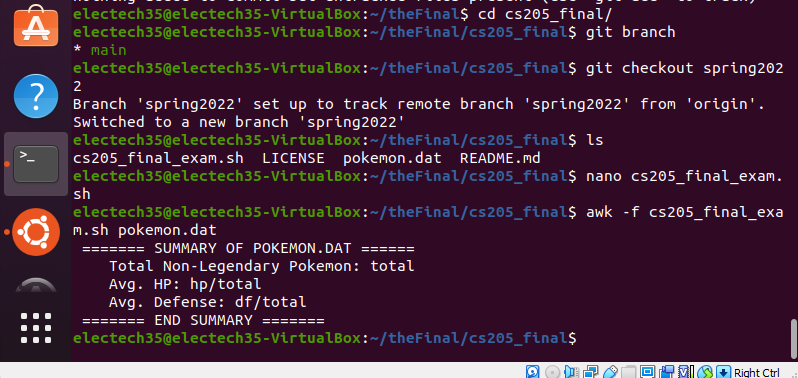 electech35@electech35-VirtualBox:~/theFinal$ cd cs205_final/
electech35@electech35-VirtualBox:~/theFinal/cs205_final$ git branch
* main
electech35@electech35-VirtualBox:~/theFinal/cs205_final$ git checkout spring202
2
Branch 'spring2022' set up to track remote branch 'spring2022' from 'origin'.
Switched to a new branch 'spring2022'
electech35@electech35-VirtualBox:~/theFinal/cs205_final$ ls
cs205_final_exam.sh  LICENSE  pokemon.dat  README.md
electech35@electech35-VirtualBox:~/theFinal/cs205_final$ nano cs205_final_exam.
sh
electech35@electech35-VirtualBox:~/theFinal/cs205_final$ awk -f cs205_final_exa
m.sh pokemon.dat
 ======= SUMMARY OF POKEMON.DAT ======
    Total Non-Legendary Pokemon: total
    Avg. HP: hp/total
    Avg. Defense: df/total
 ======= END SUMMARY =======
electech35@electech35-VirtualBox:~/theFinal/cs205_final$
Right Ctrl